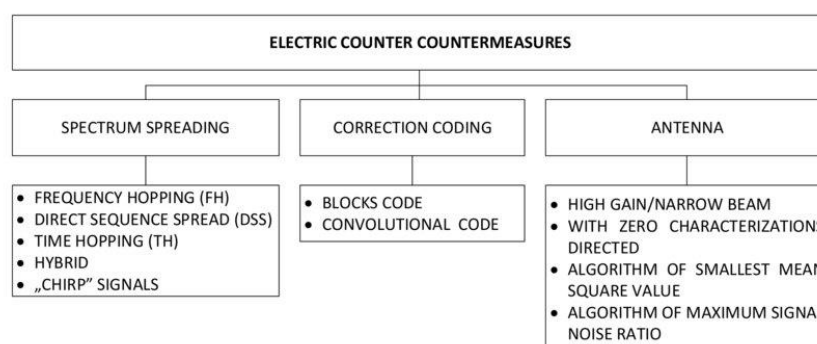 ELECTRIC COUNTER COUNTERMEASURES
SPECTRUM SPREADING
CORRECTION CODING
ANTENNA
• FREQUENCY HOPPING (FH)
• DIRECT SEQUENCE SPREAD (DSS)
• TIME HOPPING (TH)
• HYBRID
• „CHIRP” SIGNALS
• BLOCKS CODE
• CONVOLUTIONAL CODE
• HIGH GAIN/NARROW BEAM
• WITH ZERO CHARACTERIZATIONS
DIRECTED
• ALGORITHM OF SMALLEST MEAN
SQUARE VALUE
• ALGORITHM OF MAXIMUM SIGNAL
NOISE RATIO